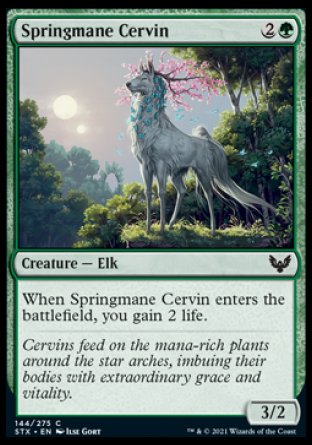 Springmane Cervin 2
Creature — Elk
When Springmane Cervin enters the
battlefield, you gain 2 life.
Cervins feed on the mana-rich plants
around the star arches, imbuing their
bodies with extraordinary grace and
vitality.
3/2
144/275 C
STX • EN Ilse Gort
™ & © 2021 Wizards of the Coast